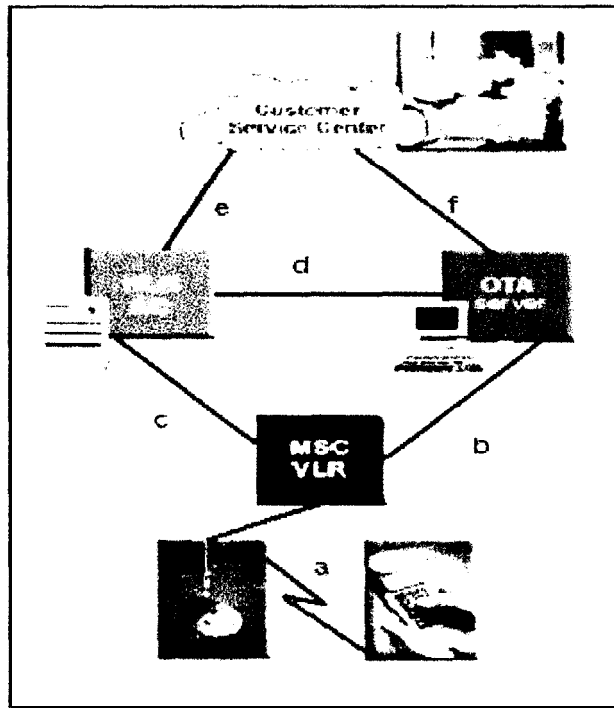 Customer
Service Center
e
f
d
OTA
server
c
b
MSC
VLR
a